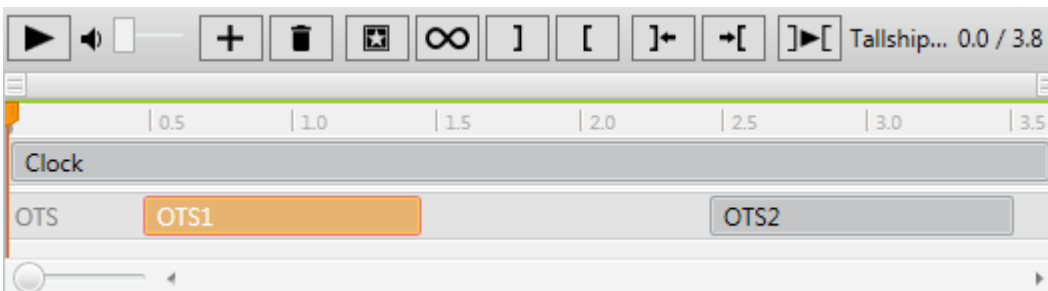 ] [ ]← →[ ]▶[ Tallship... 0.0 / 3.8
0.5 1.0 1.5 2.0 2.5 3.0 3.5
Clock
OTS OTS1 OTS2